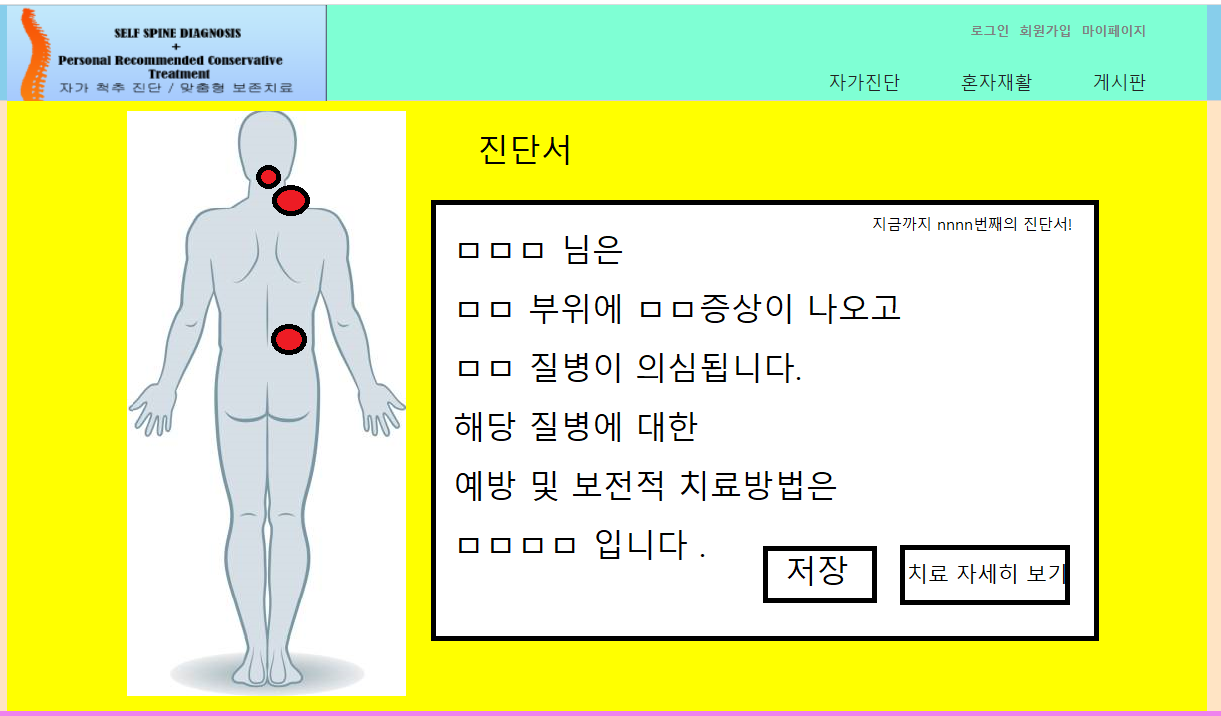 SELF SPINE DIAGNOSIS
+
Personal Recommended Conservative
Treatment
자가 척추 진단 / 맞춤형 보존치료
로그인 회원가입 마이페이지
자가진단 혼자재활 게시판
진단서
지금까지 nnnn번째의 진단서!
ㅁㅁㅁ 님은
ㅁㅁ 부위에 ㅁㅁ증상이 나오고
ㅁㅁ 질병이 의심됩니다.
해당 질병에 대한
예방 및 보전적 치료방법은
ㅁㅁㅁㅁ 입니다 .
저장
치료 자세히 보기